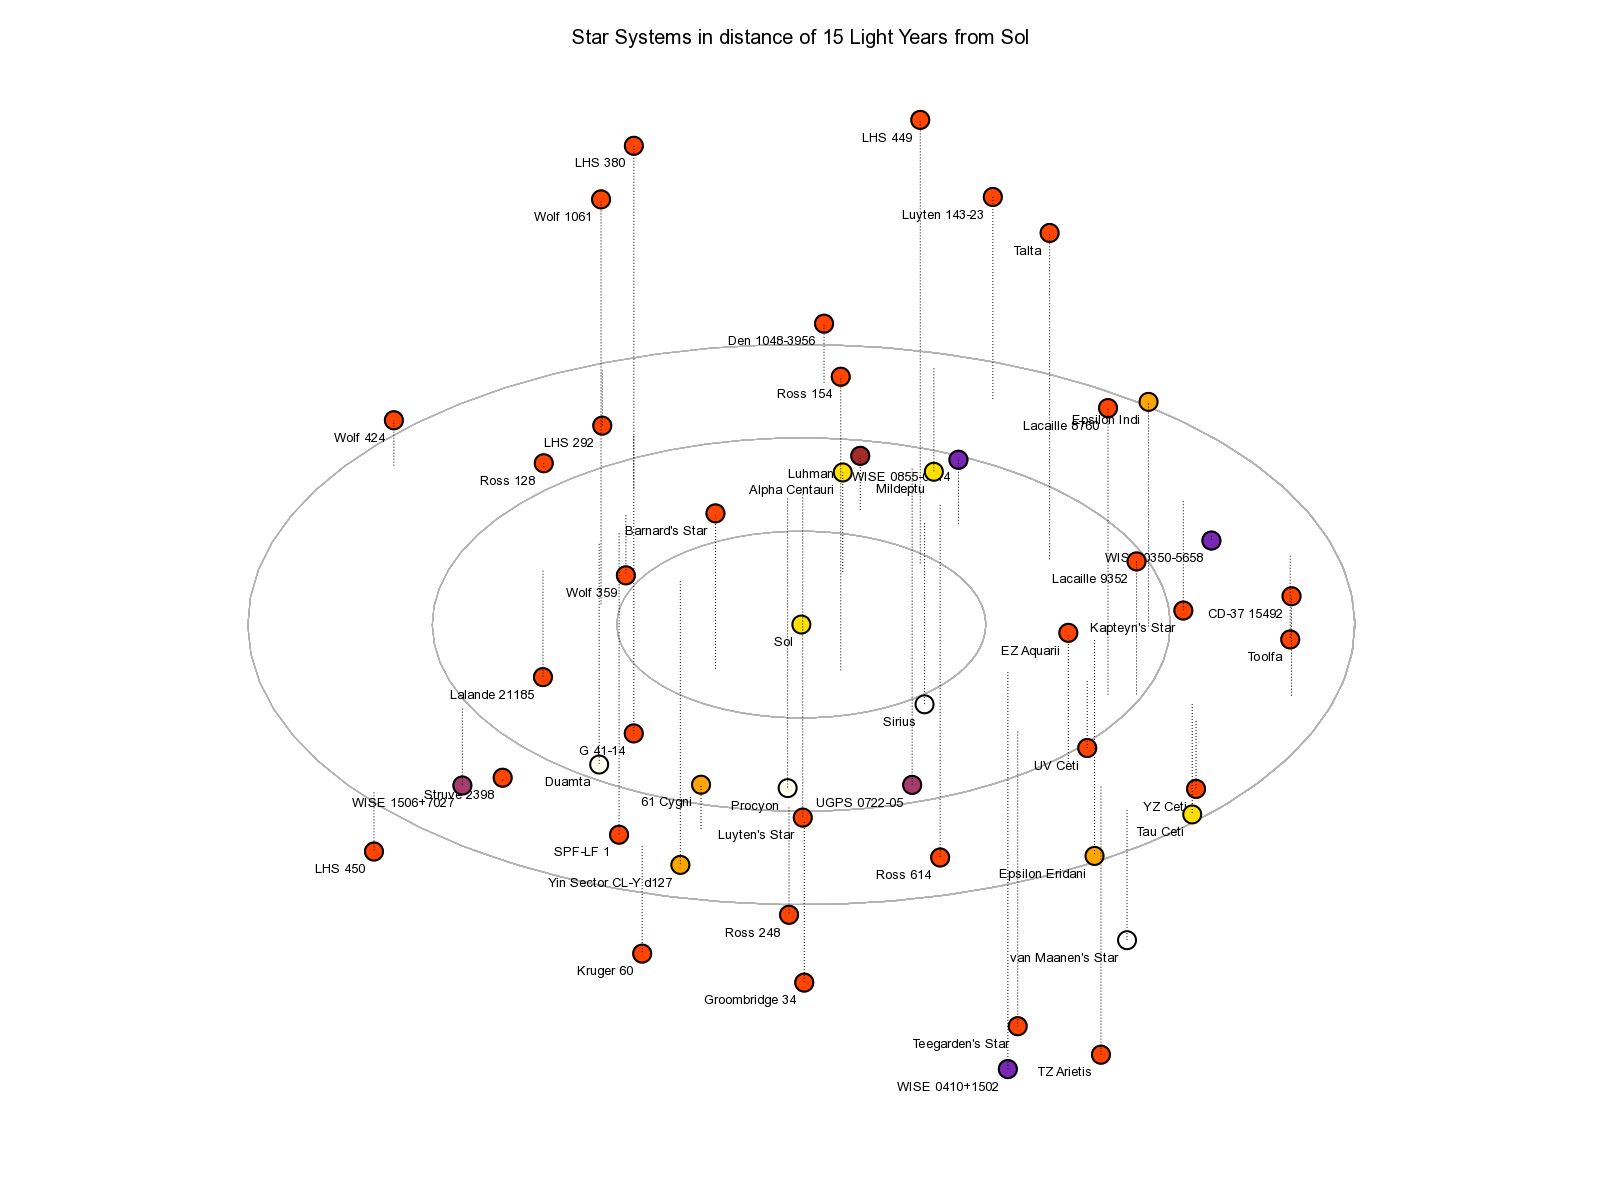 Star Systems in distance of 15 Light Years from Sol
LHS 449
LHS 380
Wolf 1061
Luyten 143-23
Talta
Den 1048-3956
Ross 154
Lacaille 8760
Epsilon Indi
Wolf 424
LHS 292
Ross 128
Luhman
WISE 0855-0714
Alpha Centauri
Mildeptu
Barnard's Star
WISE 0350-5658
Lacaille 9352
Wolf 359
CD-37 15492
Kapteyn's Star
Sol
EZ Aquarii
Toolfa
Lalande 21185
Sirius
G 41-14
UV Ceti
Duamta
Struve 2398
WISE 1506+7027
61 Cygni
Procyon
UGPS 0722-05
YZ Ceti
Luyten's Star
Tau Ceti
SPF-LF 1
LHS 450
Yin Sector CL-Y d127
Ross 614
Epsilon Eridani
Ross 248
van Maanen's Star
Kruger 60
Groombridge 34
Teegarden's Star
TZ Arietis
WISE 0410+1502